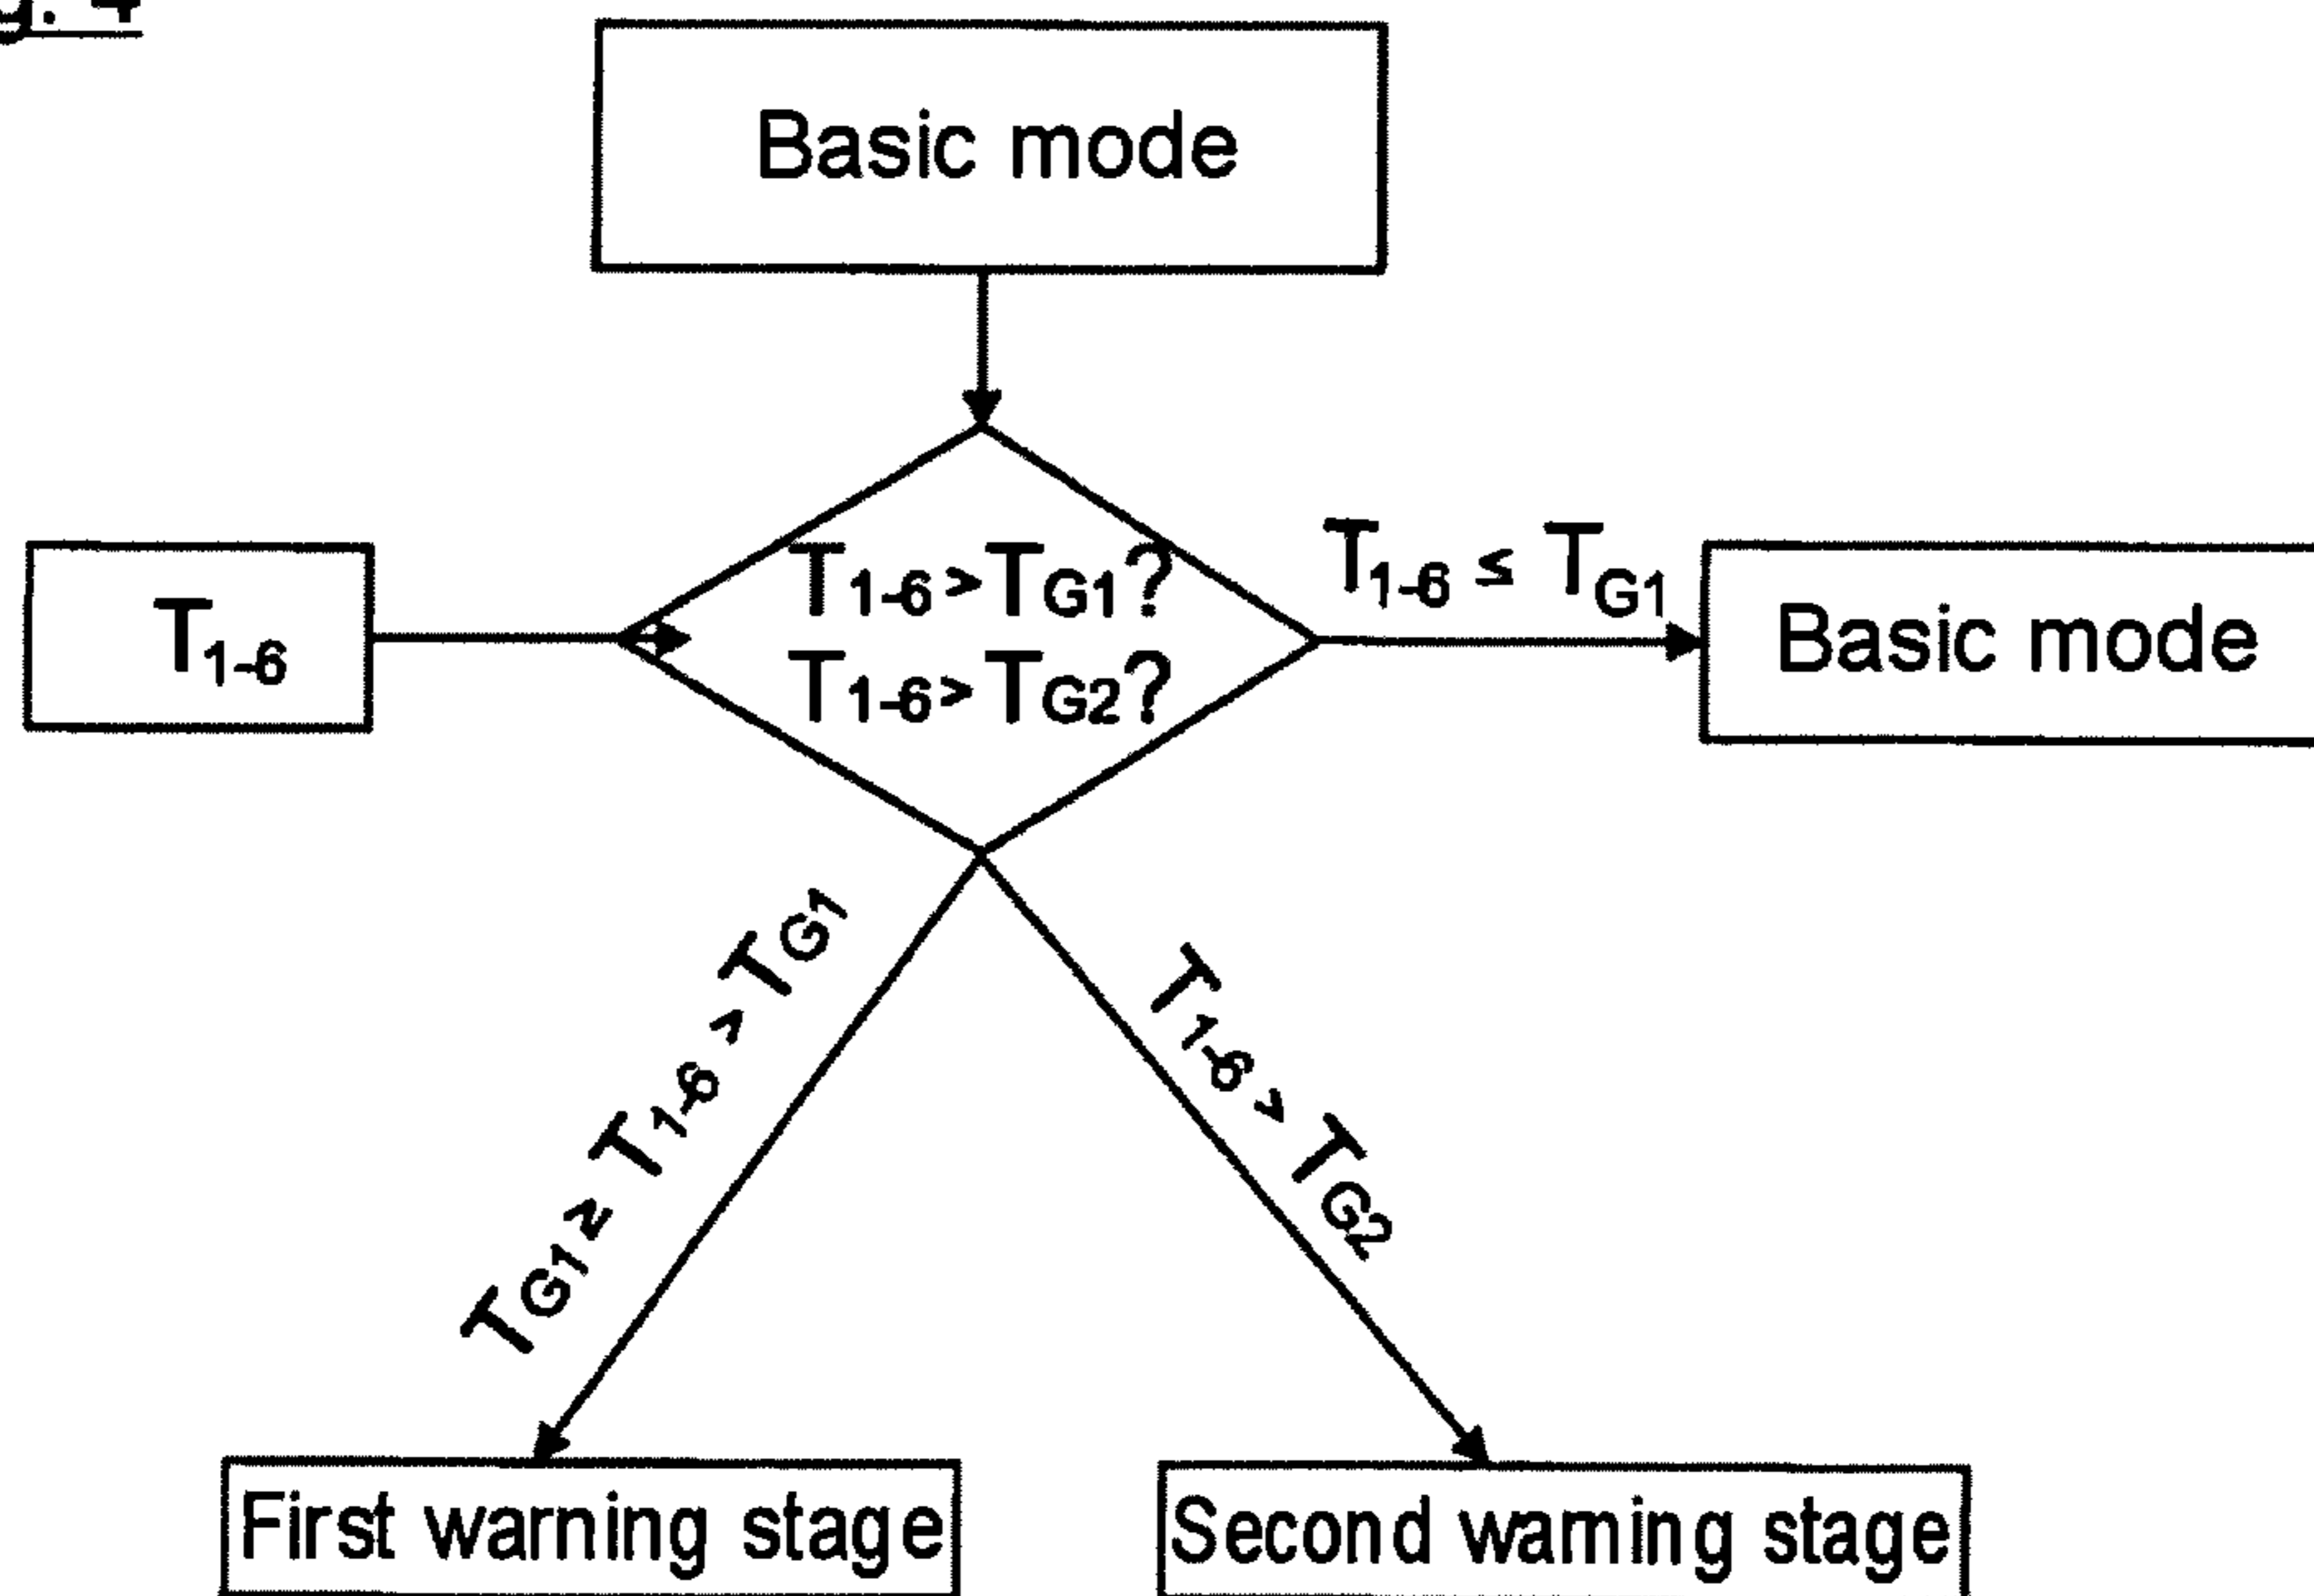 Basic mode
T1-6>TG1?
T1-6>TG2?
T1-6 ≤ TG1
T1-6
Basic mode
TG1≥ T1-6 >TG1
T1-6 > TG2
First warning stage
Second warning stage